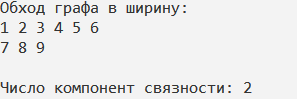 Обход графа в ширину:
1 2 3 4 5 6
7 8 9
Число компонент связности: 2